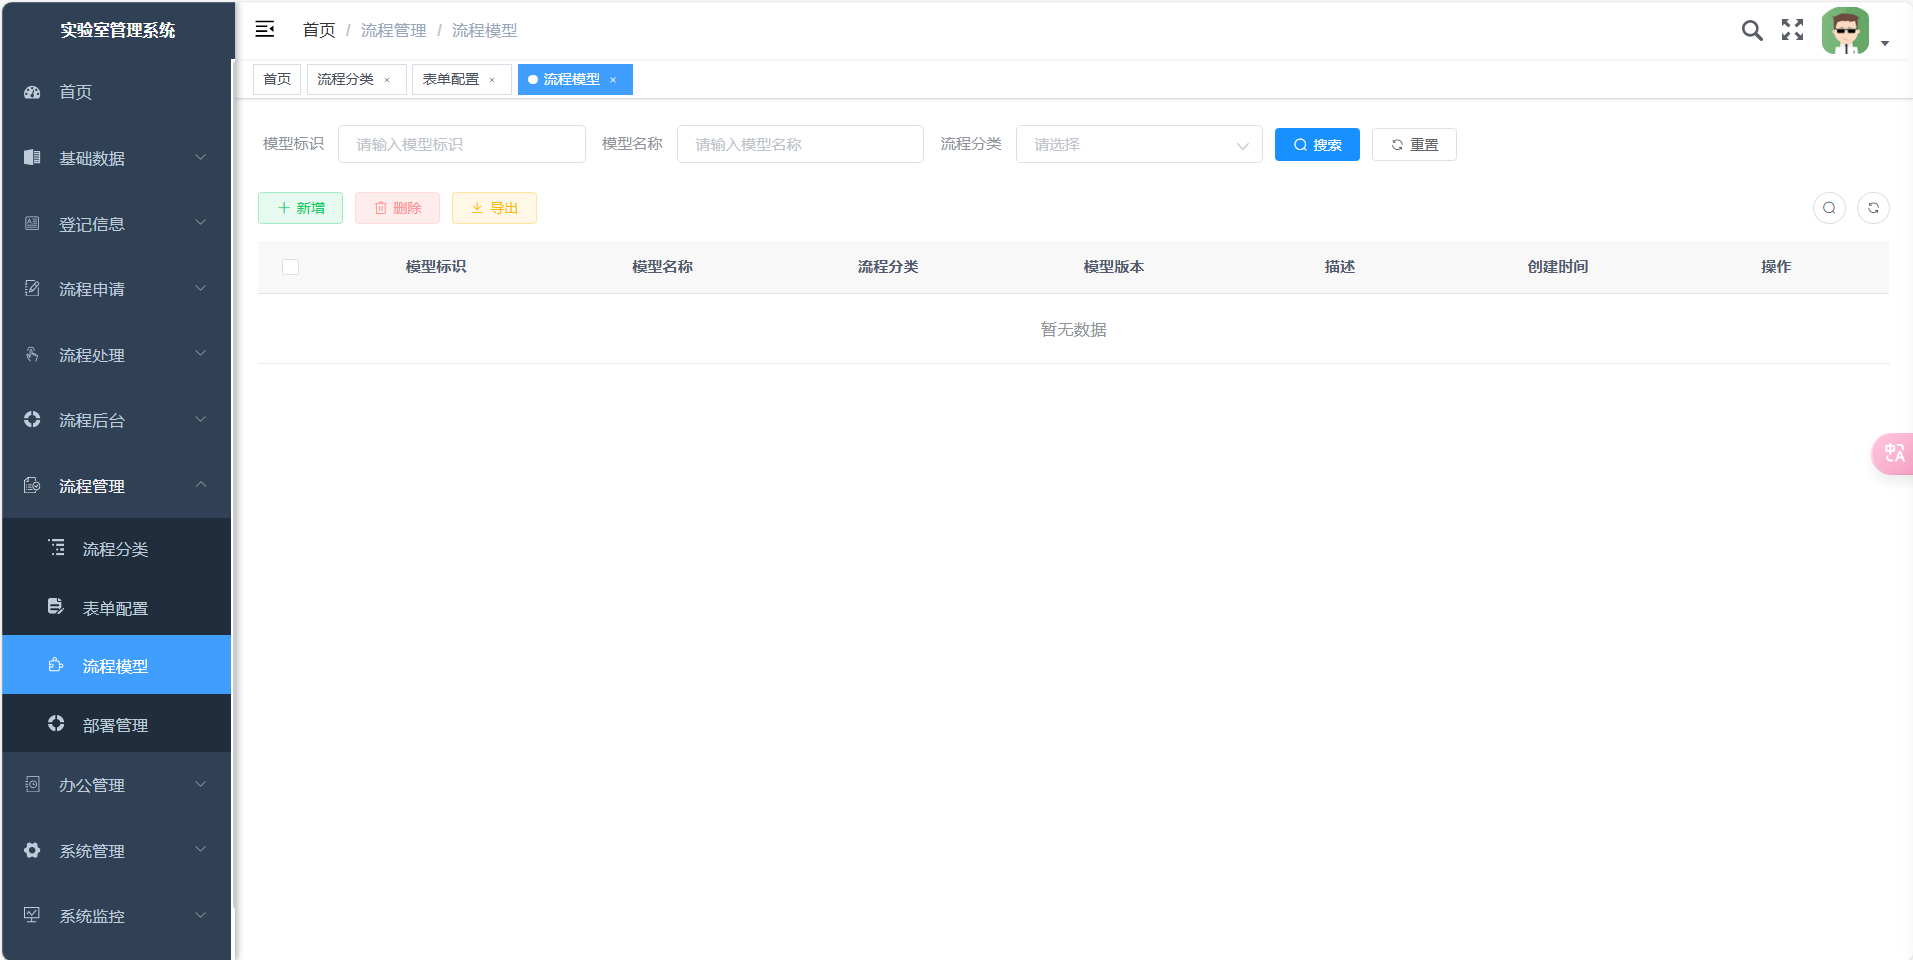 实验室管理系统
首页
基础数据
登记信息
流程申请
流程处理
流程后台
流程管理
流程分类
表单配置
流程模型
部署管理
办公管理
系统管理
系统监控
首页 / 流程管理 / 流程模型
首页 流程分类 × 表单配置 × 流程模型 ×
模型标识 请输入模型标识 模型名称 请输入模型名称 流程分类 请选择 搜索 重置
新增 删除 导出
模型标识 模型名称 流程分类 模型版本 描述 创建时间 操作
暂无数据
中A